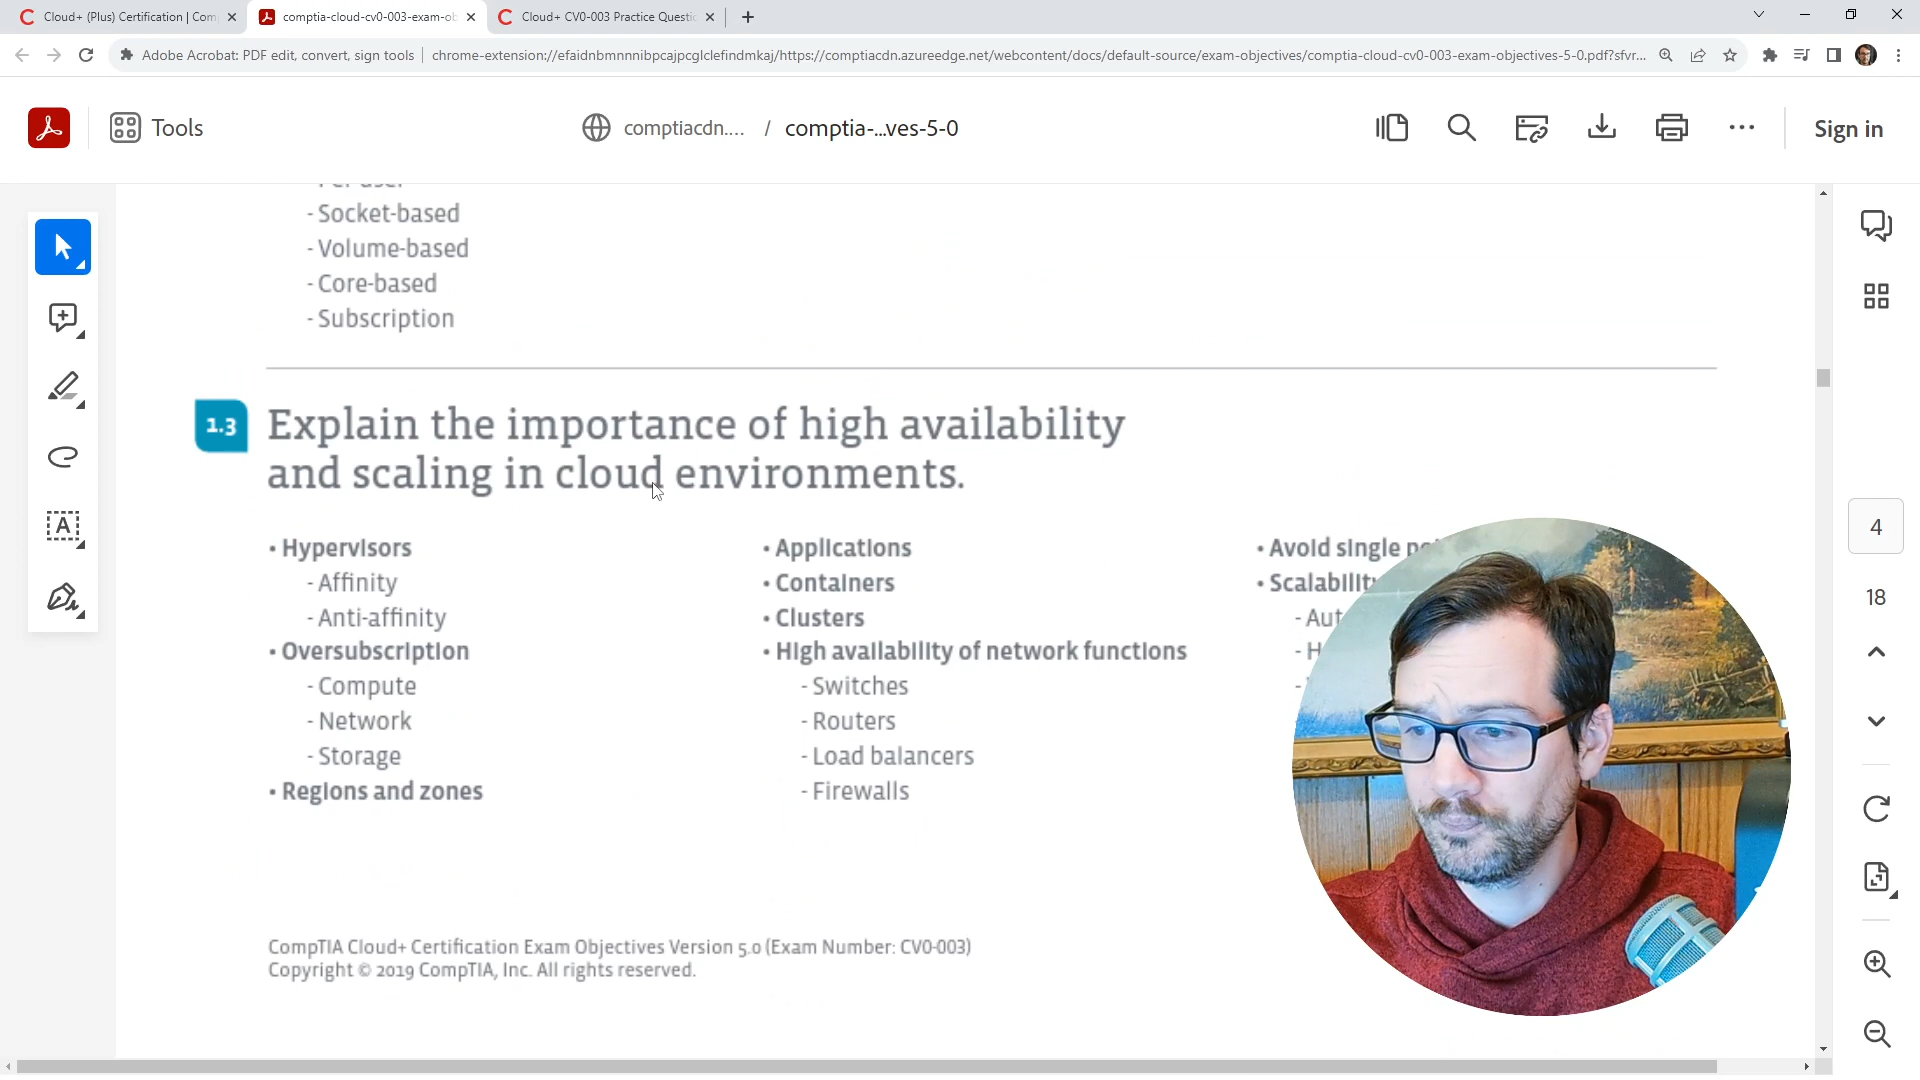 Cloud+ (Plus) Certification | Com
comptia-cloud-cv0-003-exam-ob
Cloud+ CV0-003 Practice Questi
Adobe Acrobat: PDF edit, convert, sign tools
chrome-extension://efaidnbmnnnibpcajpcglclefindmkaj/https://comptiacdn.azureedge.net/webcontent/docs/default-source/exam-objectives/comptia-cloud-cv0-003-exam-objectives-5-0.pdf?sfvr...
Tools
comptiacdn.... / comptia-...ves-5-0
Sign in
- Socket-based
- Volume-based
- Core-based
- Subscription
1.3 Explain the importance of high availability
and scaling in cloud environments.
• Hypervisors
- Affinity
- Anti-affinity
• Oversubscription
- Compute
- Network
- Storage
• Regions and zones
• Applications
• Containers
• Clusters
• High availability of network functions
- Switches
- Routers
- Load balancers
- Firewalls
• Avoid single
• Scalability
CompTIA Cloud+ Certification Exam Objectives Version 5.0 (Exam Number: CV0-003)
Copyright © 2019 CompTIA, Inc. All rights reserved.
4
18